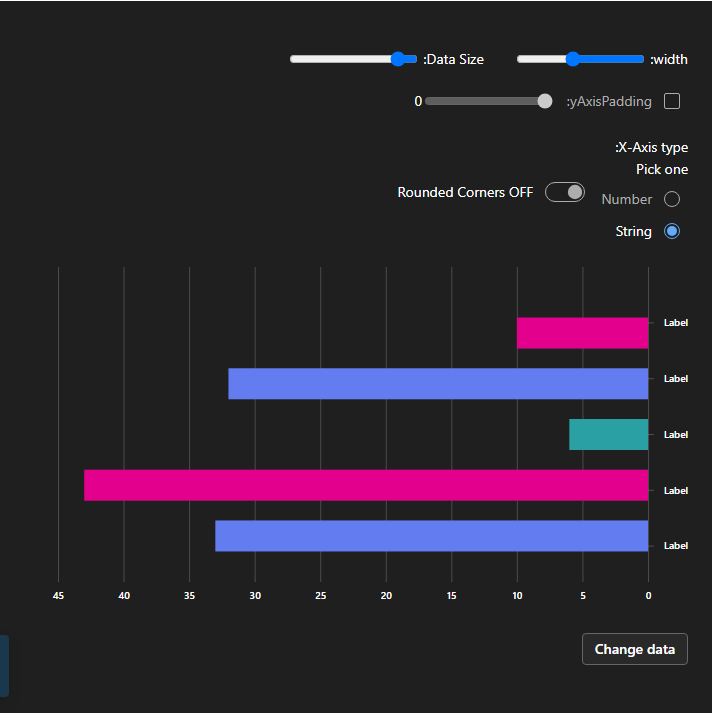 :width
:Data Size
:yAxisPadding
0
:X-Axis type
Pick one
Number
String
Rounded Corners OFF
Label
Label
Label
Label
Label
45 40 35 30 25 20 15 10 5 0
Change data